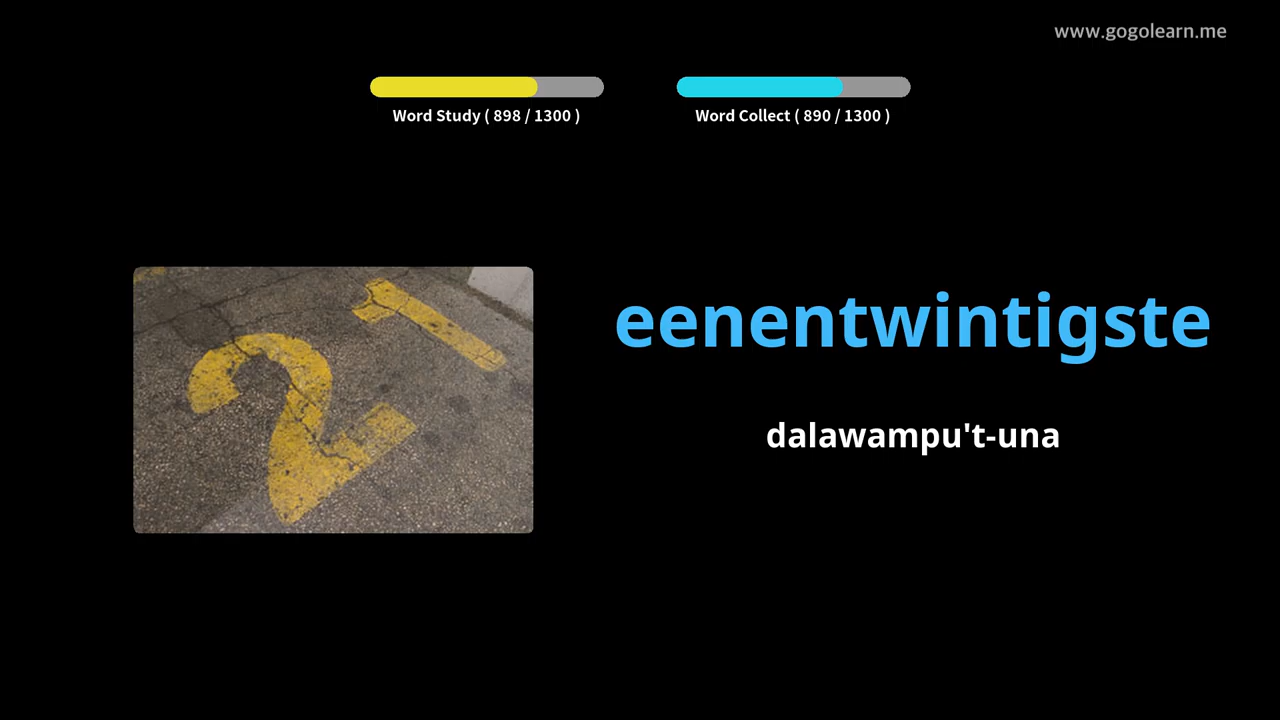 www.gogolearn.me
Word Study ( 898 / 1300 )
Word Collect ( 890 / 1300 )
21
eenentwintigste
dalawampu't-una